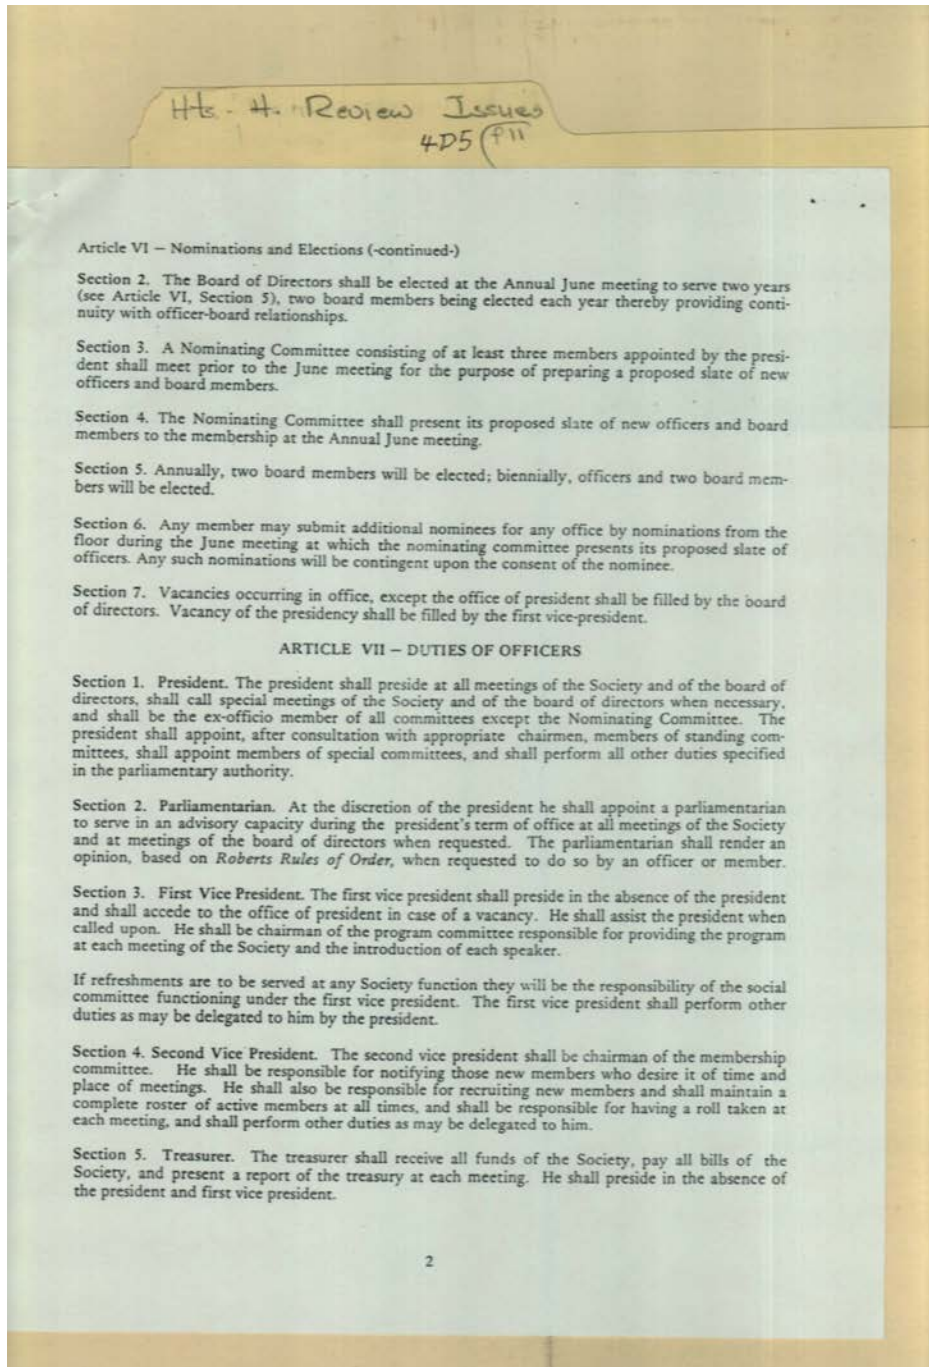 Hts. H. Review Issues
4D5 (P11
Article VI — Nominations and Elections (-continued-)
Section 2. The Board of Directors shall be elected at the Annual June meeting to serve two years
(see Article VI, Section 5), two board members being elected each year thereby providing conti-
nuity with officer-board relationships.
Section 3. A Nominating Committee consisting of at least three members appointed by the presi-
dent shall meet prior to the June meeting for the purpose of preparing a proposed slate of new
officers and board members.
Section 4. The Nominating Committee shall present its proposed slate of new officers and board
members to the membership at the Annual June meeting.
Section 5. Annually, two board members will be elected; biennially, officers and two board mem-
bers will be elected.
Section 6. Any member may submit additional nominees for any office by nominations from the
floor during the June meeting at which the nominating committee presents its proposed slate of
officers. Any such nominations will be contingent upon the consent of the nominee.
Section 7. Vacancies occurring in office, except the office of president shall be filled by the board
of directors. Vacancy of the presidency shall be filled by the first vice-president.
ARTICLE VII — DUTIES OF OFFICERS
Section 1. President. The president shall preside at all meetings of the Society and of the board of
directors, shall call special meetings of the Society and of the board of directors when necessary,
and shall be the ex-officio member of all committees except the Nominating Committee. The
president shall appoint, after consultation with appropriate chairmen, members of standing com-
mittees, shall appoint members of special committees, and shall perform all other duties specified
in the parliamentary authority.
Section 2. Parliamentarian. At the discretion of the president he shall appoint a parliamentarian
to serve in an advisory capacity during the president's term of office at all meetings of the Society
and at meetings of the board of directors when requested. The parliamentarian shall render an
opinion, based on Roberts Rules of Order, when requested to do so by an officer or member.
Section 3. First Vice President. The first vice president shall preside in the absence of the president
and shall accede to the office of president in case of a vacancy. He shall assist the president when
called upon. He shall be chairman of the program committee responsible for providing the program
at each meeting of the Society and the introduction of each speaker.
If refreshments are to be served at any Society function they will be the responsibility of the social
committee functioning under the first vice president. The first vice president shall perform other
duties as may be delegated to him by the president.
Section 4. Second Vice President. The second vice president shall be chairman of the membership
committee. He shall be responsible for notifying those new members who desire it of time and
place of meetings. He shall also be responsible for recruiting new members and shall maintain a
complete roster of active members at all times, and shall be responsible for having a roll taken at
each meeting, and shall perform other duties as may be delegated to him.
Section 5. Treasurer. The treasurer shall receive all funds of the Society, pay all bills of the
Society, and present a report of the treasury at each meeting. He shall preside in the absence of
the president and first vice president.
2